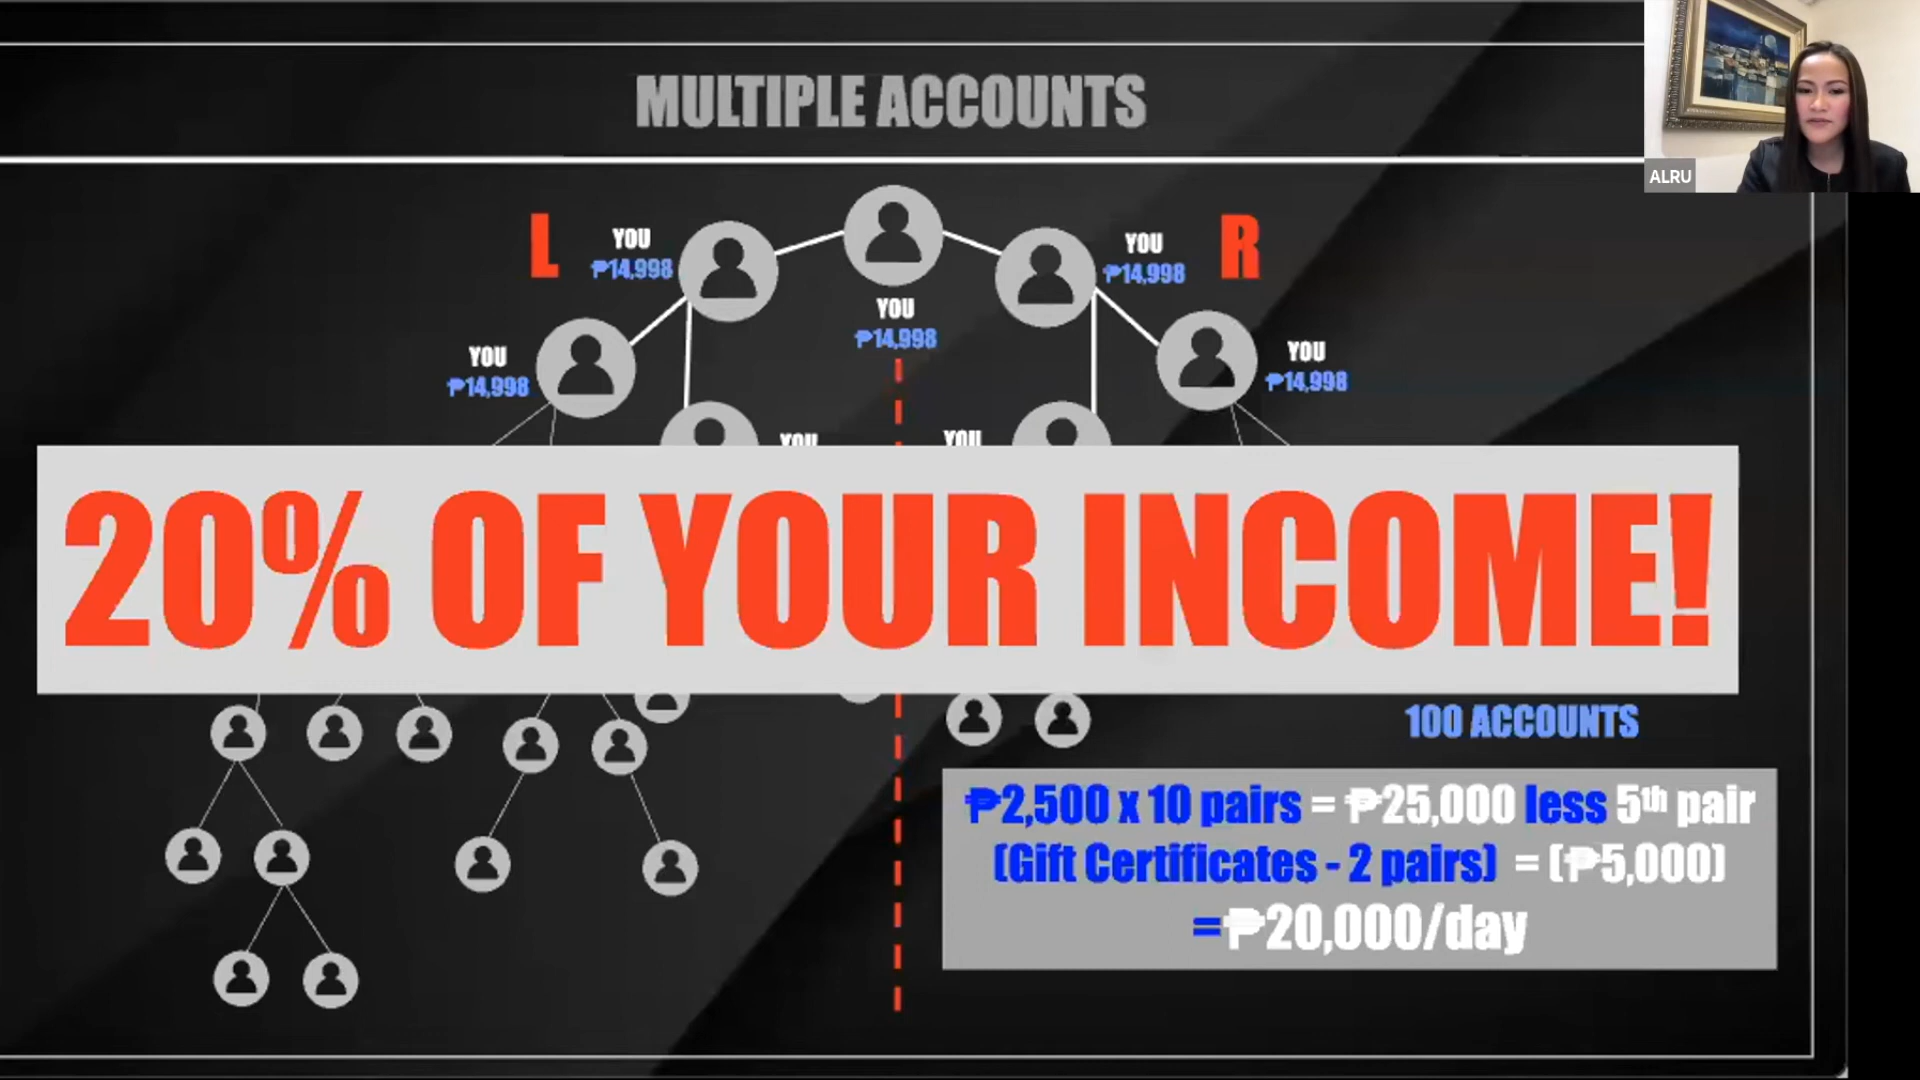 MULTIPLE ACCOUNTS
ALRU
L
YOU
₱14,998
YOU
₱14,998
YOU
₱14,998
R
YOU
₱14,998
YOU
₱14,998
YOU
YOU
20% OF YOUR INCOME!
100 ACCOUNTS
₱2,500 x 10 pairs = ₱25,000 less 5th pair
(Gift Certificates - 2 pairs) = (₱5,000)
=₱20,000/day